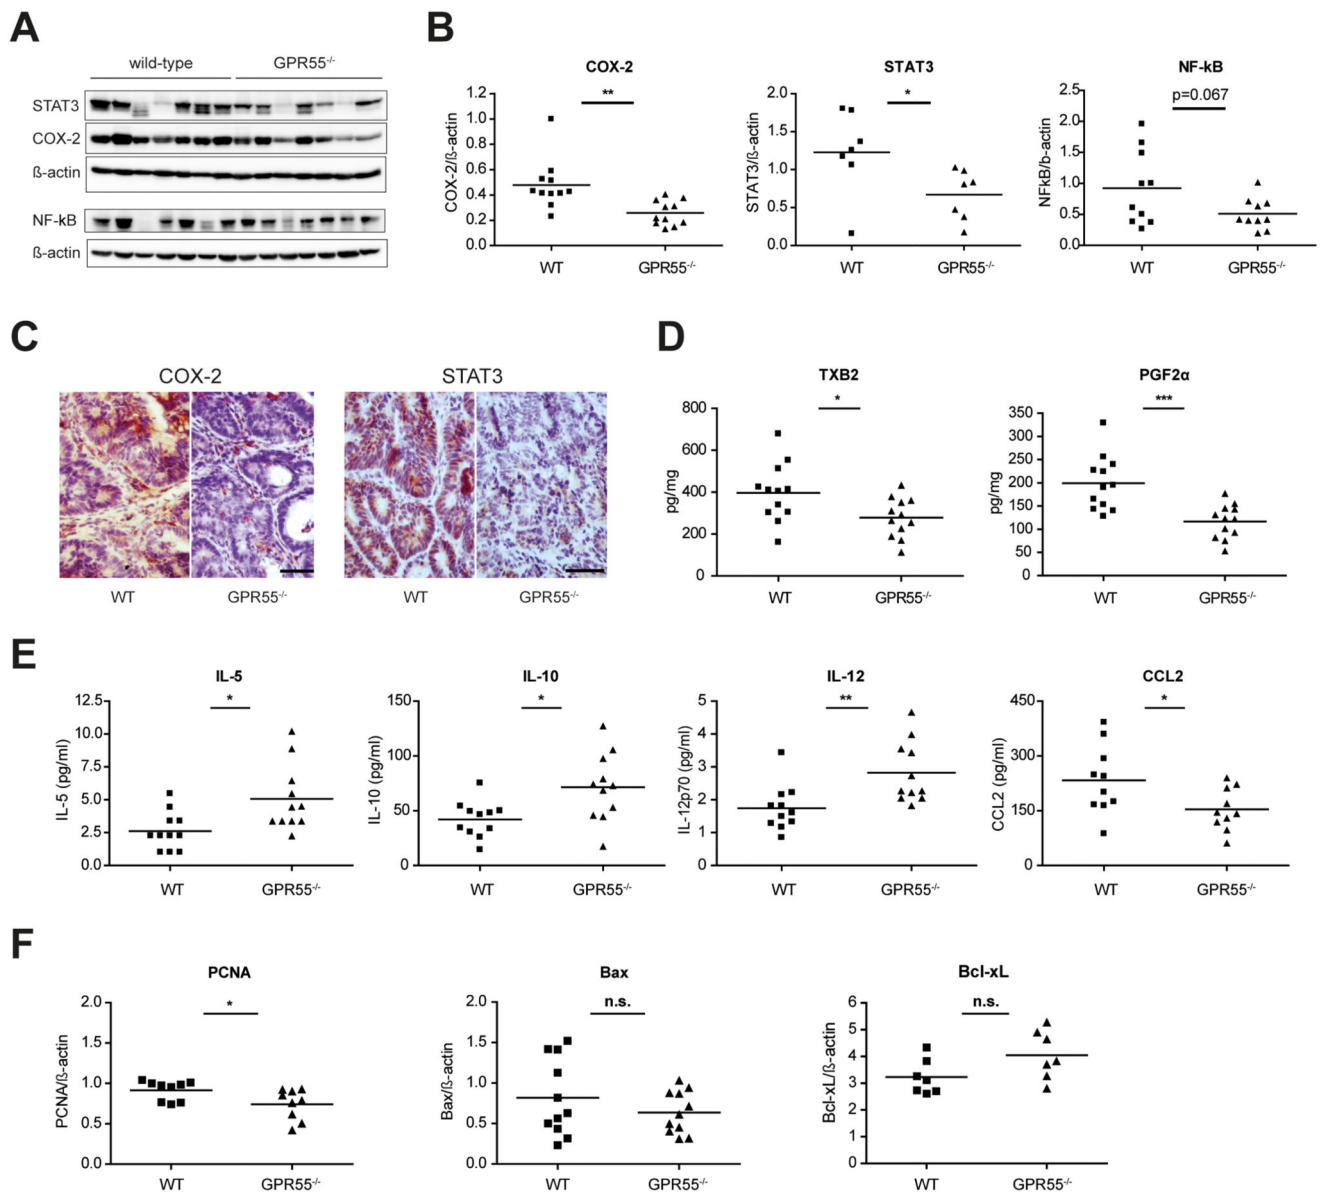 A
wild-type GPR55-/-
STAT3
COX-2
ß-actin
NF-kB
ß-actin
B
COX-2
**
COX-2/ß-actin
1.2
1.0
0.8
0.6
0.4
0.2
0.0
WT GPR55-/-
STAT3
*
STAT3/ß-actin
2.0
1.5
1.0
0.5
0.0
WT GPR55-/-
NF-kB
p=0.067
NFkB/b-actin
2.5
2.0
1.5
1.0
0.5
0.0
WT GPR55-/-
C
COX-2 STAT3
WT GPR55-/- WT GPR55-/-
D
TXB2
*
pg/mg
800
600
400
200
0
WT GPR55-/-
PGF2α
***
pg/mg
350
300
250
200
150
100
50
0
WT GPR55-/-
E
IL-5
*
IL-5 (pg/ml)
12.5
10.0
7.5
5.0
2.5
0.0
WT GPR55-/-
IL-10
*
IL-10 (pg/ml)
150
100
50
0
WT GPR55-/-
IL-12
**
IL-12p70 (pg/ml)
5
4
3
2
1
0
WT GPR55-/-
CCL2
*
CCL2 (pg/ml)
450
300
150
0
WT GPR55-/-
F
PCNA
*
PCNA/ß-actin
2.0
1.5
1.0
0.5
0.0
WT GPR55-/-
Bax
n.s.
Bax/ß-actin
2.0
1.5
1.0
0.5
0.0
WT GPR55-/-
Bcl-xL
n.s.
Bcl-xL/ß-actin
6
5
4
3
2
1
0
WT GPR55-/-